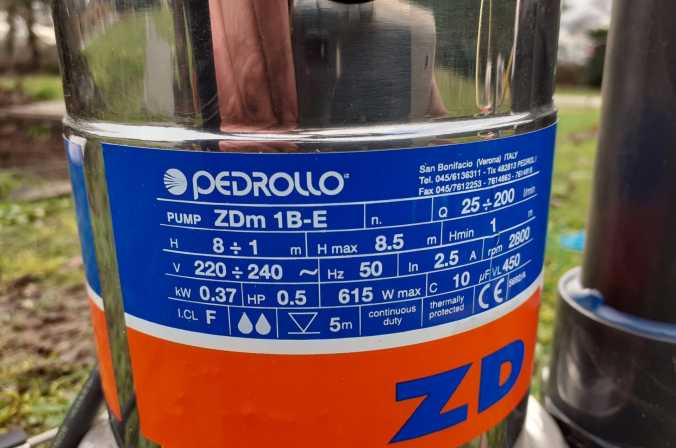 PEDROLLO
San Bonifacio (Verona) ITALY
Tel. 045/6136311 - Tlx 482813 PEDROL I
Fax 045/7612253 - 7614663 - 7614818
PUMP ZDm 1B-E n. Q 25÷200 l/min
H 8÷1 m H max 8.5 m Hmin 1 m
V 220÷240 ~ Hz 50 In 2.5 A rpm 2800
kW 0.37 HP 0.5 615 W max C 10 µF VL 450
I.CL F 5m continuous duty thermally protected CE
ZD